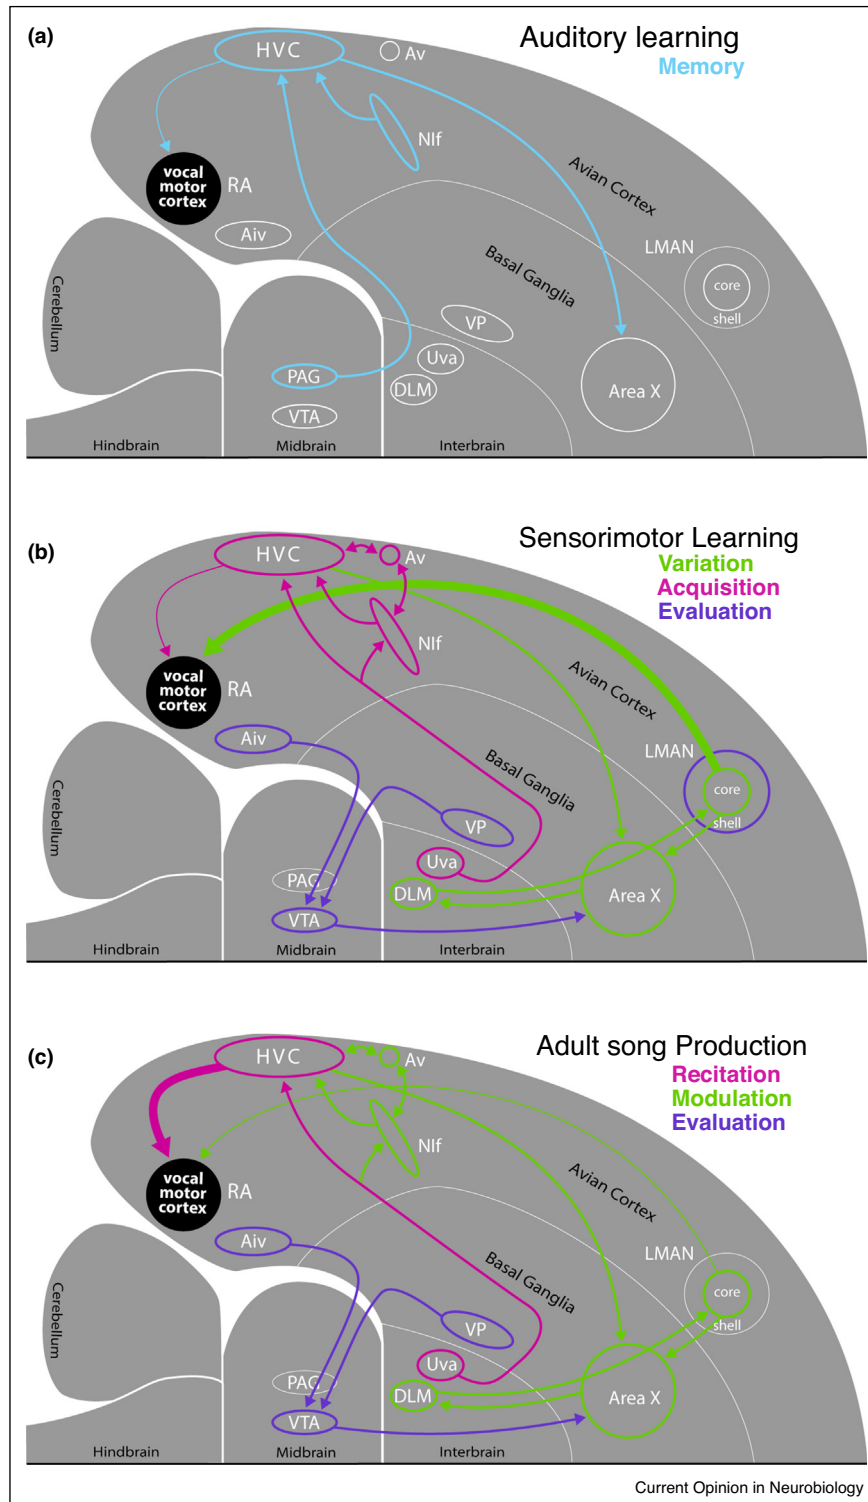 (a)
Auditory learning
Memory
HVC
Av
NIf
vocal
motor
cortex
RA
Aiv
Avian Cortex
LMAN
core
shell
Basal Ganglia
VP
Uva
DLM
Area X
Cerebellum
PAG
VTA
Hindbrain
Midbrain
Interbrain
(b)
Sensorimotor Learning
Variation
Acquisition
Evaluation
HVC
Av
NIf
vocal
motor
cortex
RA
Aiv
Avian Cortex
LMAN
core
shell
Basal Ganglia
VP
Uva
DLM
Area X
Cerebellum
PAG
VTA
Hindbrain
Midbrain
Interbrain
(c)
Adult song Production
Recitation
Modulation
Evaluation
HVC
Av
NIf
vocal
motor
cortex
RA
Aiv
Avian Cortex
LMAN
core
shell
Basal Ganglia
VP
Uva
DLM
Area X
Cerebellum
PAG
VTA
Hindbrain
Midbrain
Interbrain
Current Opinion in Neurobiology